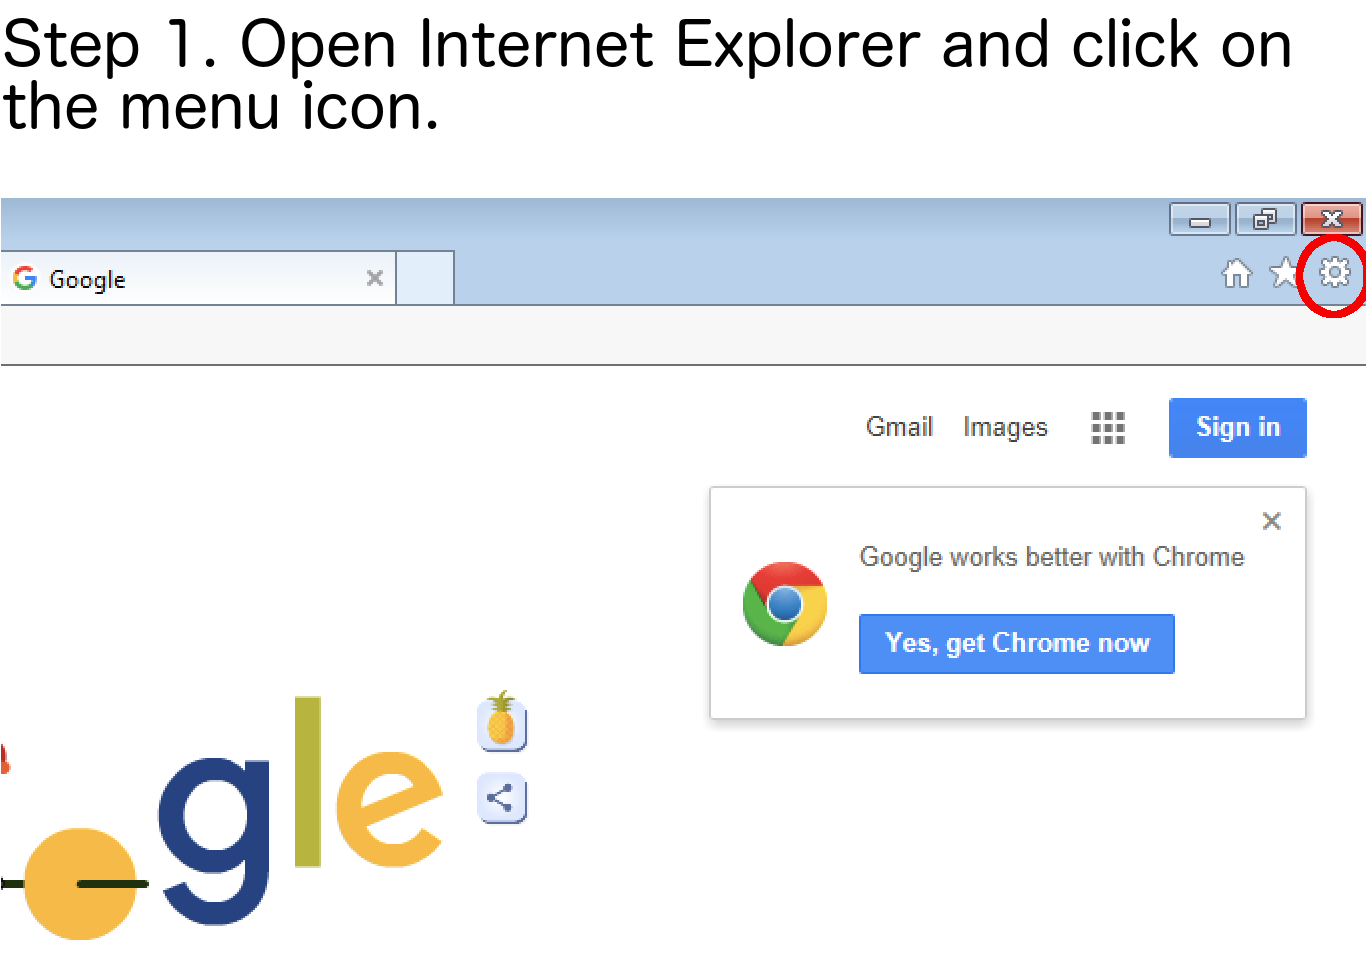 Step 1. Open Internet Explorer and click on
the menu icon.
Google
Gmail Images Sign in
Google works better with Chrome
Yes, get Chrome now
gle